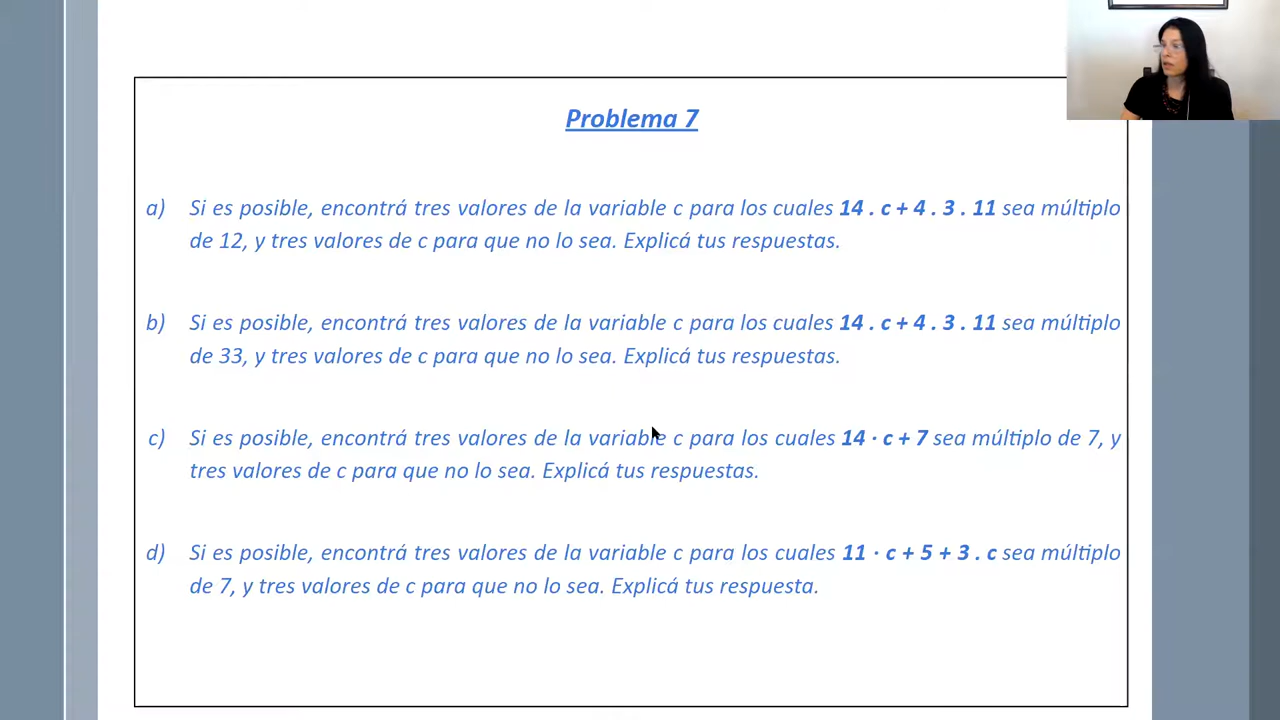 Problema 7
a) Si es posible, encontrá tres valores de la variable c para los cuales 14 . c + 4 . 3 . 11 sea múltiplo
de 12, y tres valores de c para que no lo sea. Explicá tus respuestas.
b) Si es posible, encontrá tres valores de la variable c para los cuales 14 . c + 4 . 3 . 11 sea múltiplo
de 33, y tres valores de c para que no lo sea. Explicá tus respuestas.
c) Si es posible, encontrá tres valores de la variable c para los cuales 14 · c + 7 sea múltiplo de 7, y
tres valores de c para que no lo sea. Explicá tus respuestas.
d) Si es posible, encontrá tres valores de la variable c para los cuales 11 · c + 5 + 3 . c sea múltiplo
de 7, y tres valores de c para que no lo sea. Explicá tus respuesta.